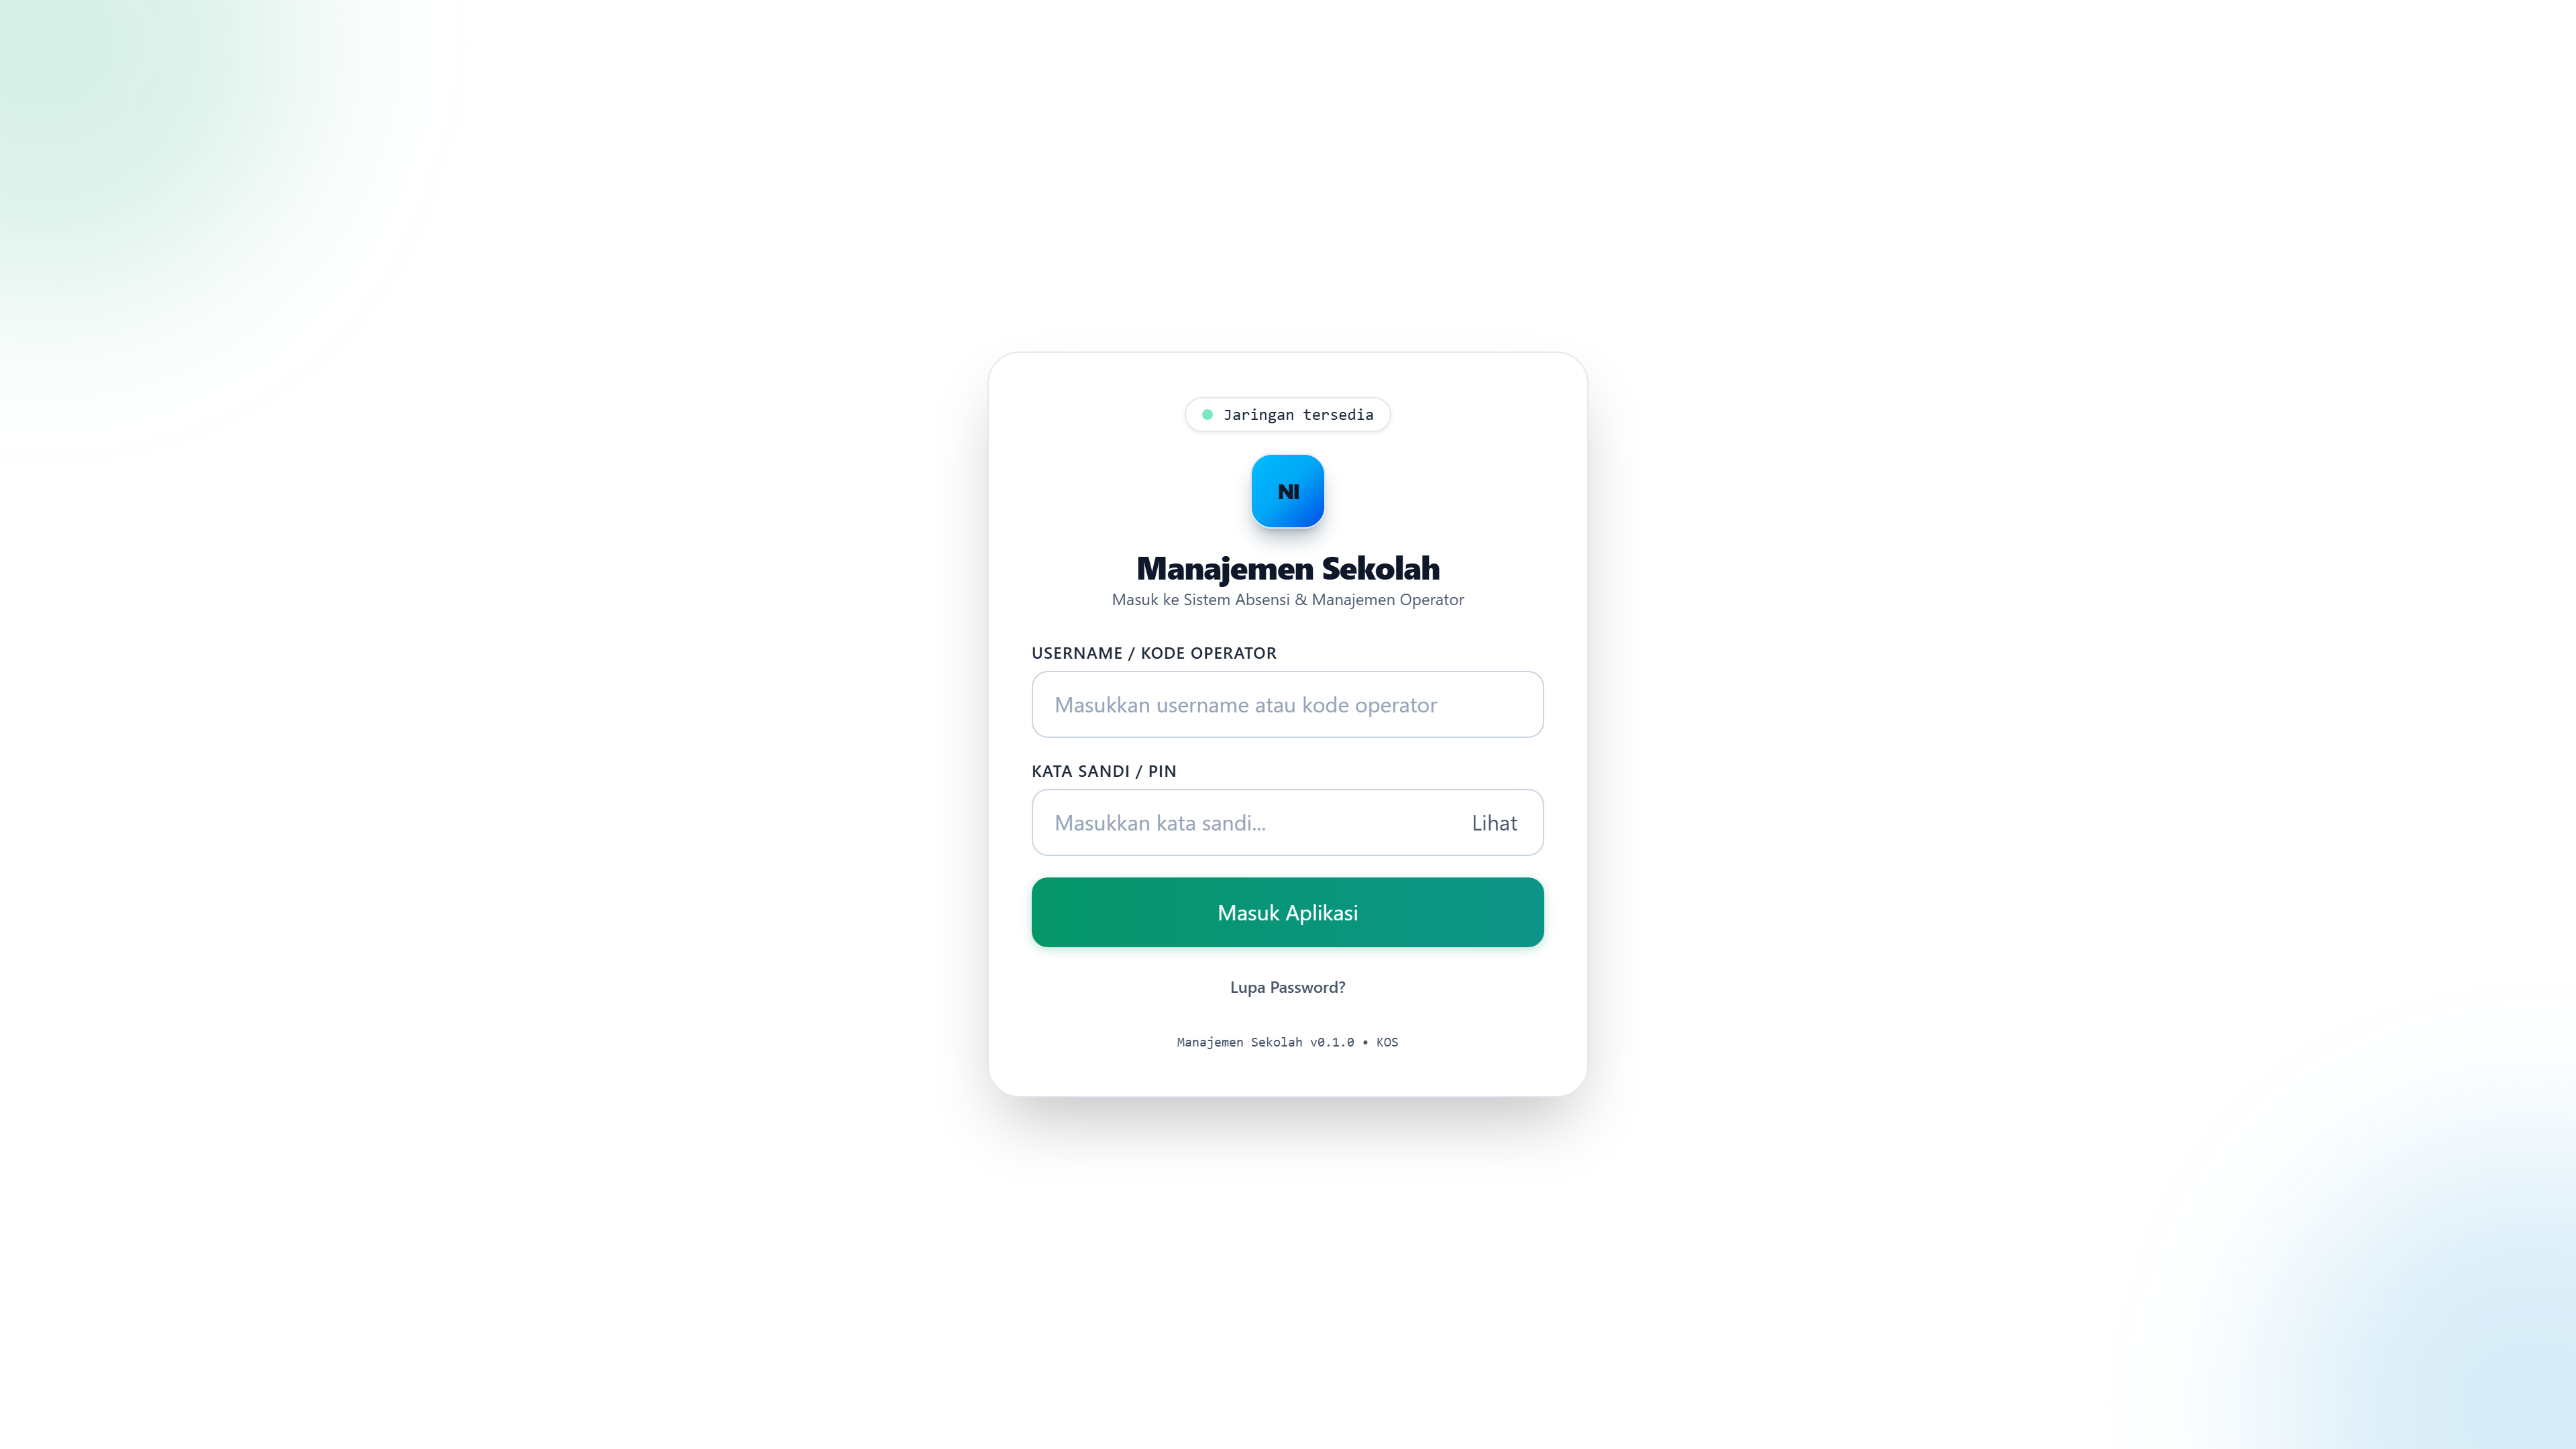 Jaringan tersedia
NI
Manajemen Sekolah
Masuk ke Sistem Absensi & Manajemen Operator
USERNAME / KODE OPERATOR
Masukkan username atau kode operator
KATA SANDI / PIN
Masukkan kata sandi... Lihat
Masuk Aplikasi
Lupa Password?
Manajemen Sekolah v0.1.0 • KOS